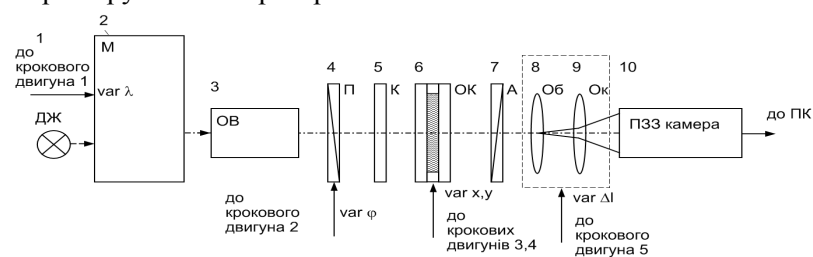 1
до
крокового
двигуна 1
ДЖ
2
М
var λ
3
ОВ
до
крокового
двигуна 2
4
П
var φ
5
К
6
ОК
var x,y
до
крокових
двигунів 3,4
7
А
8
Об
9
Ок
var Δl
до
крокового
двигуна 5
10
ПЗЗ камера
до ПК